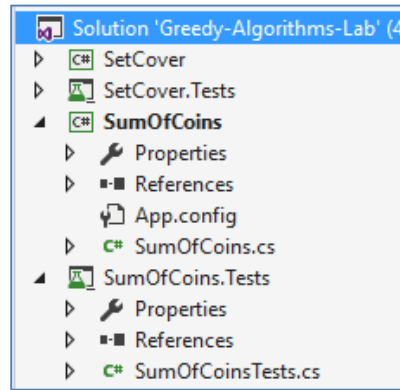 Solution 'Greedy-Algorithms-Lab' (4
C# SetCover
SetCover.Tests
C# SumOfCoins
Properties
References
App.config
C# SumOfCoins.cs
SumOfCoins.Tests
Properties
References
C# SumOfCoinsTests.cs